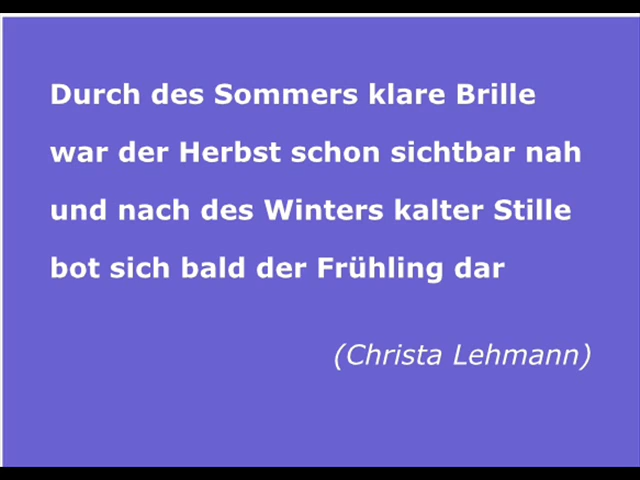 Durch des Sommers klare Brille
war der Herbst schon sichtbar nah
und nach des Winters kalter Stille
bot sich bald der Frühling dar
(Christa Lehmann)